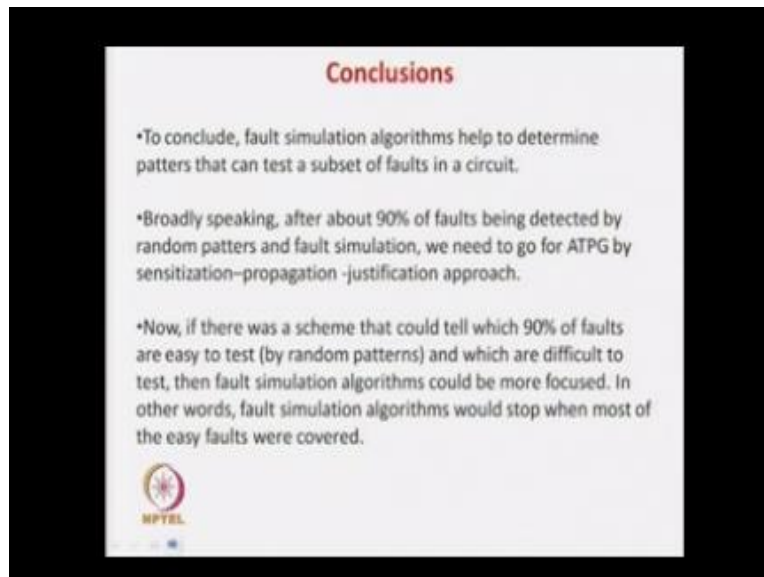 Conclusions
•To conclude, fault simulation algorithms help to determine
patters that can test a subset of faults in a circuit.
•Broadly speaking, after about 90% of faults being detected by
random patters and fault simulation, we need to go for ATPG by
sensitization–propagation -justification approach.
•Now, if there was a scheme that could tell which 90% of faults
are easy to test (by random patterns) and which are difficult to
test, then fault simulation algorithms could be more focused. In
other words, fault simulation algorithms would stop when most of
the easy faults were covered.
NPTEL